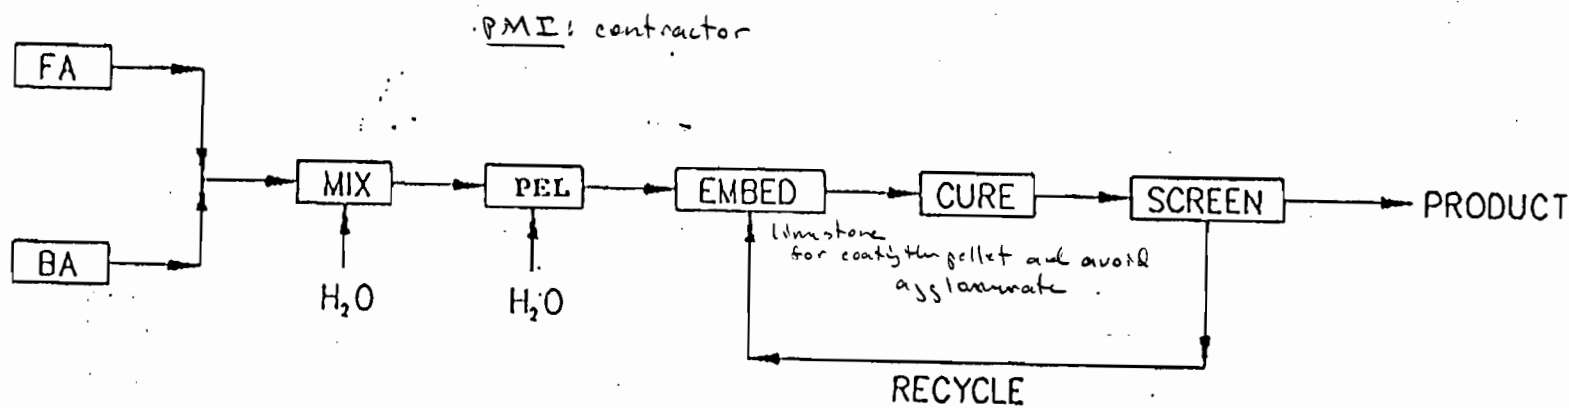 PMI: contractor
FA
BA
MIX
PEL
EMBED
CURE
SCREEN
PRODUCT
H₂O
H₂O
limestone
for coating the pellet and avoid
agglomerate
RECYCLE